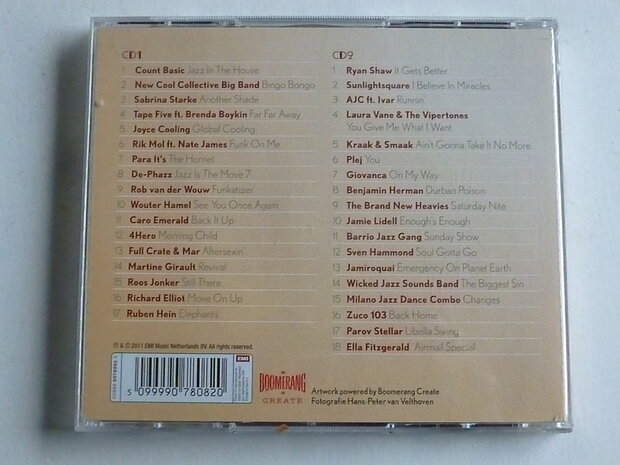 CD1
1 Count Basic Jazz In The House
2 New Cool Collective Big Band Bingo Bongo
3 Sabrina Starke Another Shade
4 Tape Five ft. Brenda Boykin Far Far Away
5 Joyce Cooling Global Cooling
6 Rik Mol ft. Nate James Funk On Me
7 Para It's The Hornet
8 De-Phazz Jazz Is The Move 7
9 Rob van der Wouw Funkatizer
10 Wouter Hamel See You Once Again
11 Caro Emerald Back It Up
12 4Hero Morning Child
13 Full Crate & Mar Aftersexin'
14 Martine Girault Revival
15 Roos Jonker Still There
16 Richard Elliot Move On Up
17 Ruben Hein Elephants
CD2
1 Ryan Shaw It Gets Better
2 Sunlightsquare I Believe In Miracles
3 AJC ft. Ivar Runnin'
4 Laura Vane & The Vipertones
You Give Me What I Want
5 Kraak & Smaak Ain't Gonna Take It No More
6 Plej You
7 Giovanca On My Way
8 Benjamin Herman Durban Poison
9 The Brand New Heavies Saturday Nite
10 Jamie Lidell Enough's Enough
11 Barrio Jazz Gang Sunday Show
12 Sven Hammond Soul Gotta Go
13 Jamiroquai Emergency On Planet Earth
14 Wicked Jazz Sounds Band The Biggest Sin
15 Milano Jazz Dance Combo Changes
16 Zuco 103 Back Home
17 Parov Stellar Libella Swing
18 Ella Fitzgerald Airmail Special
℗ & © 2011 EMI Music Netherlands BV. All rights reserved.
5 099990 780820
EMI
BOOMERANG
CREATE
Artwork powered by Boomerang Create
Fotografie Hans-Peter van Velthoven